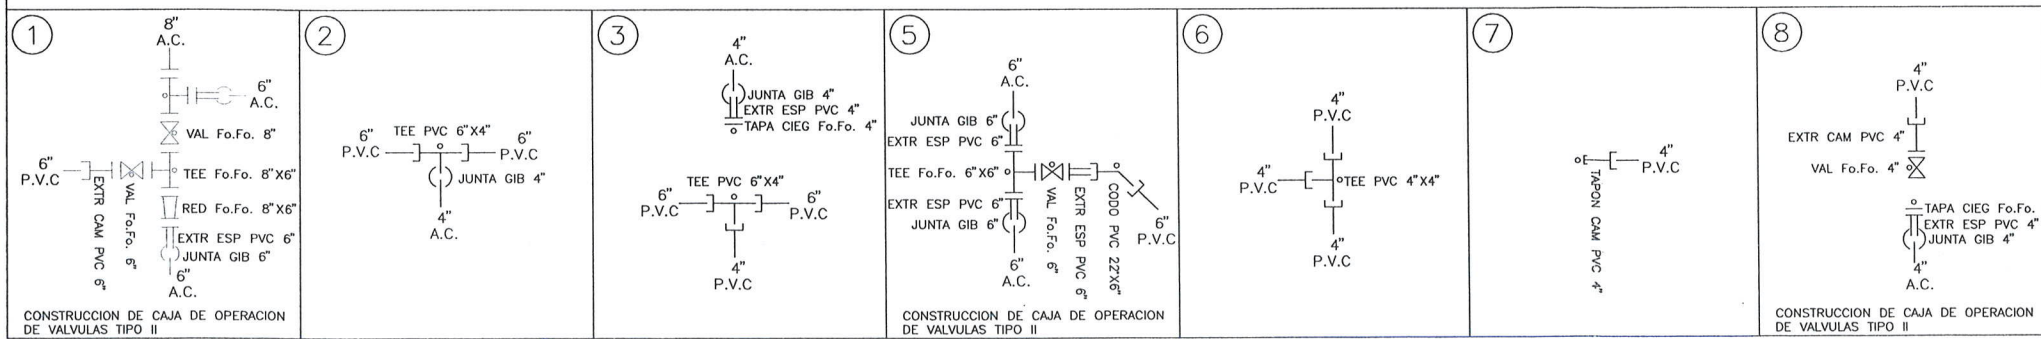 1
8"
A.C.
6"
A.C.
VAL Fo.Fo. 8"
6"
P.V.C
EXTR CAM PVC 6"
VAL Fo.Fo. 6"
TEE Fo.Fo. 8"X6"
RED Fo.Fo. 8"X6"
EXTR ESP PVC 6"
JUNTA GIB 6"
6"
A.C.
CONSTRUCCION DE CAJA DE OPERACION
DE VALVULAS TIPO II
2
6"
P.V.C
TEE PVC 6"X4"
6"
P.V.C
JUNTA GIB 4"
4"
A.C.
3
4"
A.C.
JUNTA GIB 4"
EXTR ESP PVC 4"
TAPA CIEG Fo.Fo. 4"
6"
P.V.C
TEE PVC 6"X4"
6"
P.V.C
4"
P.V.C
5
6"
A.C.
JUNTA GIB 6"
EXTR ESP PVC 6"
TEE Fo.Fo. 6"X6"
EXTR ESP PVC 6"
JUNTA GIB 6"
VAL Fo.Fo. 6"
EXTR ESP PVC 6"
CODO PVC 22'X6"
6"
P.V.C
6"
A.C.
CONSTRUCCION DE CAJA DE OPERACION
DE VALVULAS TIPO II
6
4"
P.V.C
4"
P.V.C
TEE PVC 4"X4"
4"
P.V.C
7
4"
P.V.C
TAPON CAM PVC 4"
8
4"
P.V.C
EXTR CAM PVC 4"
VAL Fo.Fo. 4"
TAPA CIEG Fo.Fo.
EXTR ESP PVC 4"
JUNTA GIB 4"
4"
A.C.
CONSTRUCCION DE CAJA DE OPERACION
DE VALVULAS TIPO II